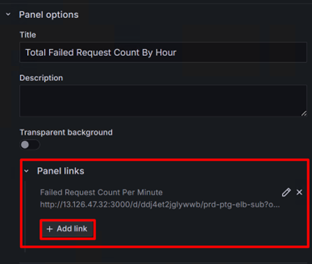 Panel options
Title
Total Failed Request Count By Hour
Description
Transparent background
Panel links
Failed Request Count Per Minute
http://13.126.47.32:3000/d/ddj4et2jglywwb/prd-ptg-elb-sub?o...
+ Add link